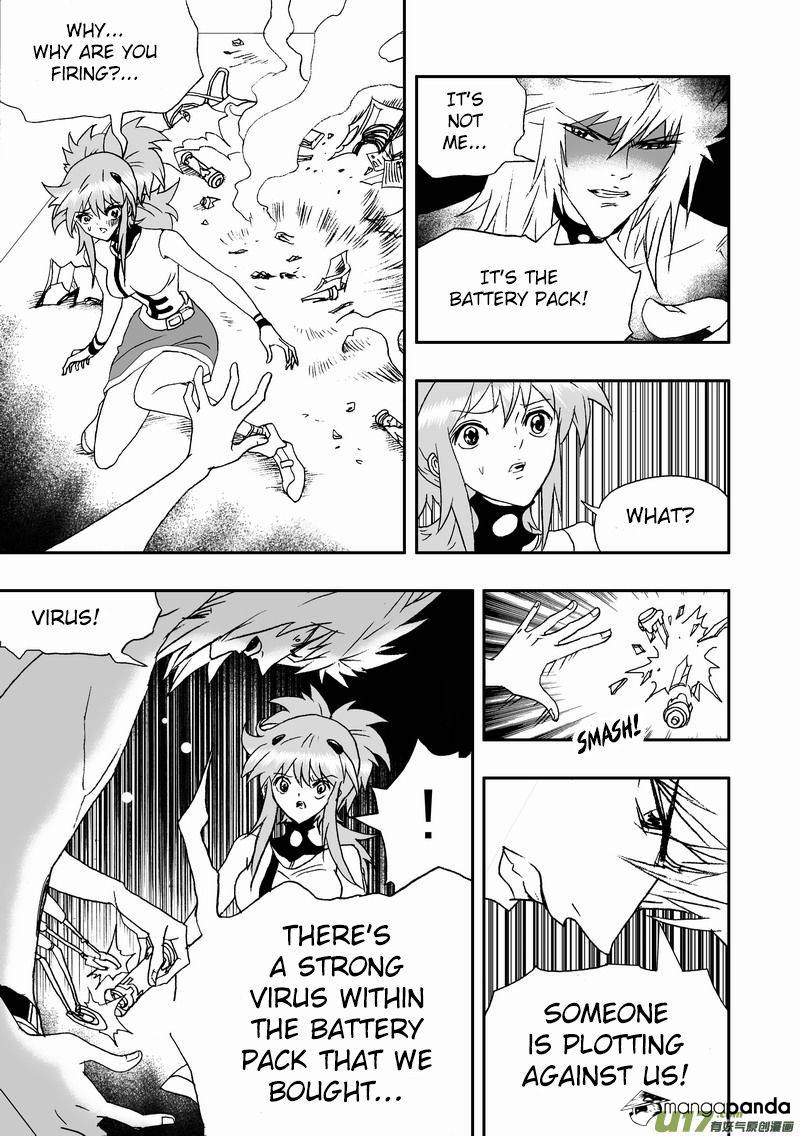 WHY...
WHY ARE YOU
FIRING?...
IT'S
NOT
ME...
IT'S THE
BATTERY PACK!
WHAT?
VIRUS!
!
THERE'S
A STRONG
VIRUS WITHIN
THE BATTERY
PACK THAT WE
BOUGHT...
SMASH!
SOMEONE
IS PLOTTING
AGAINST US!
mangapanda
U17
有妖气原创漫画